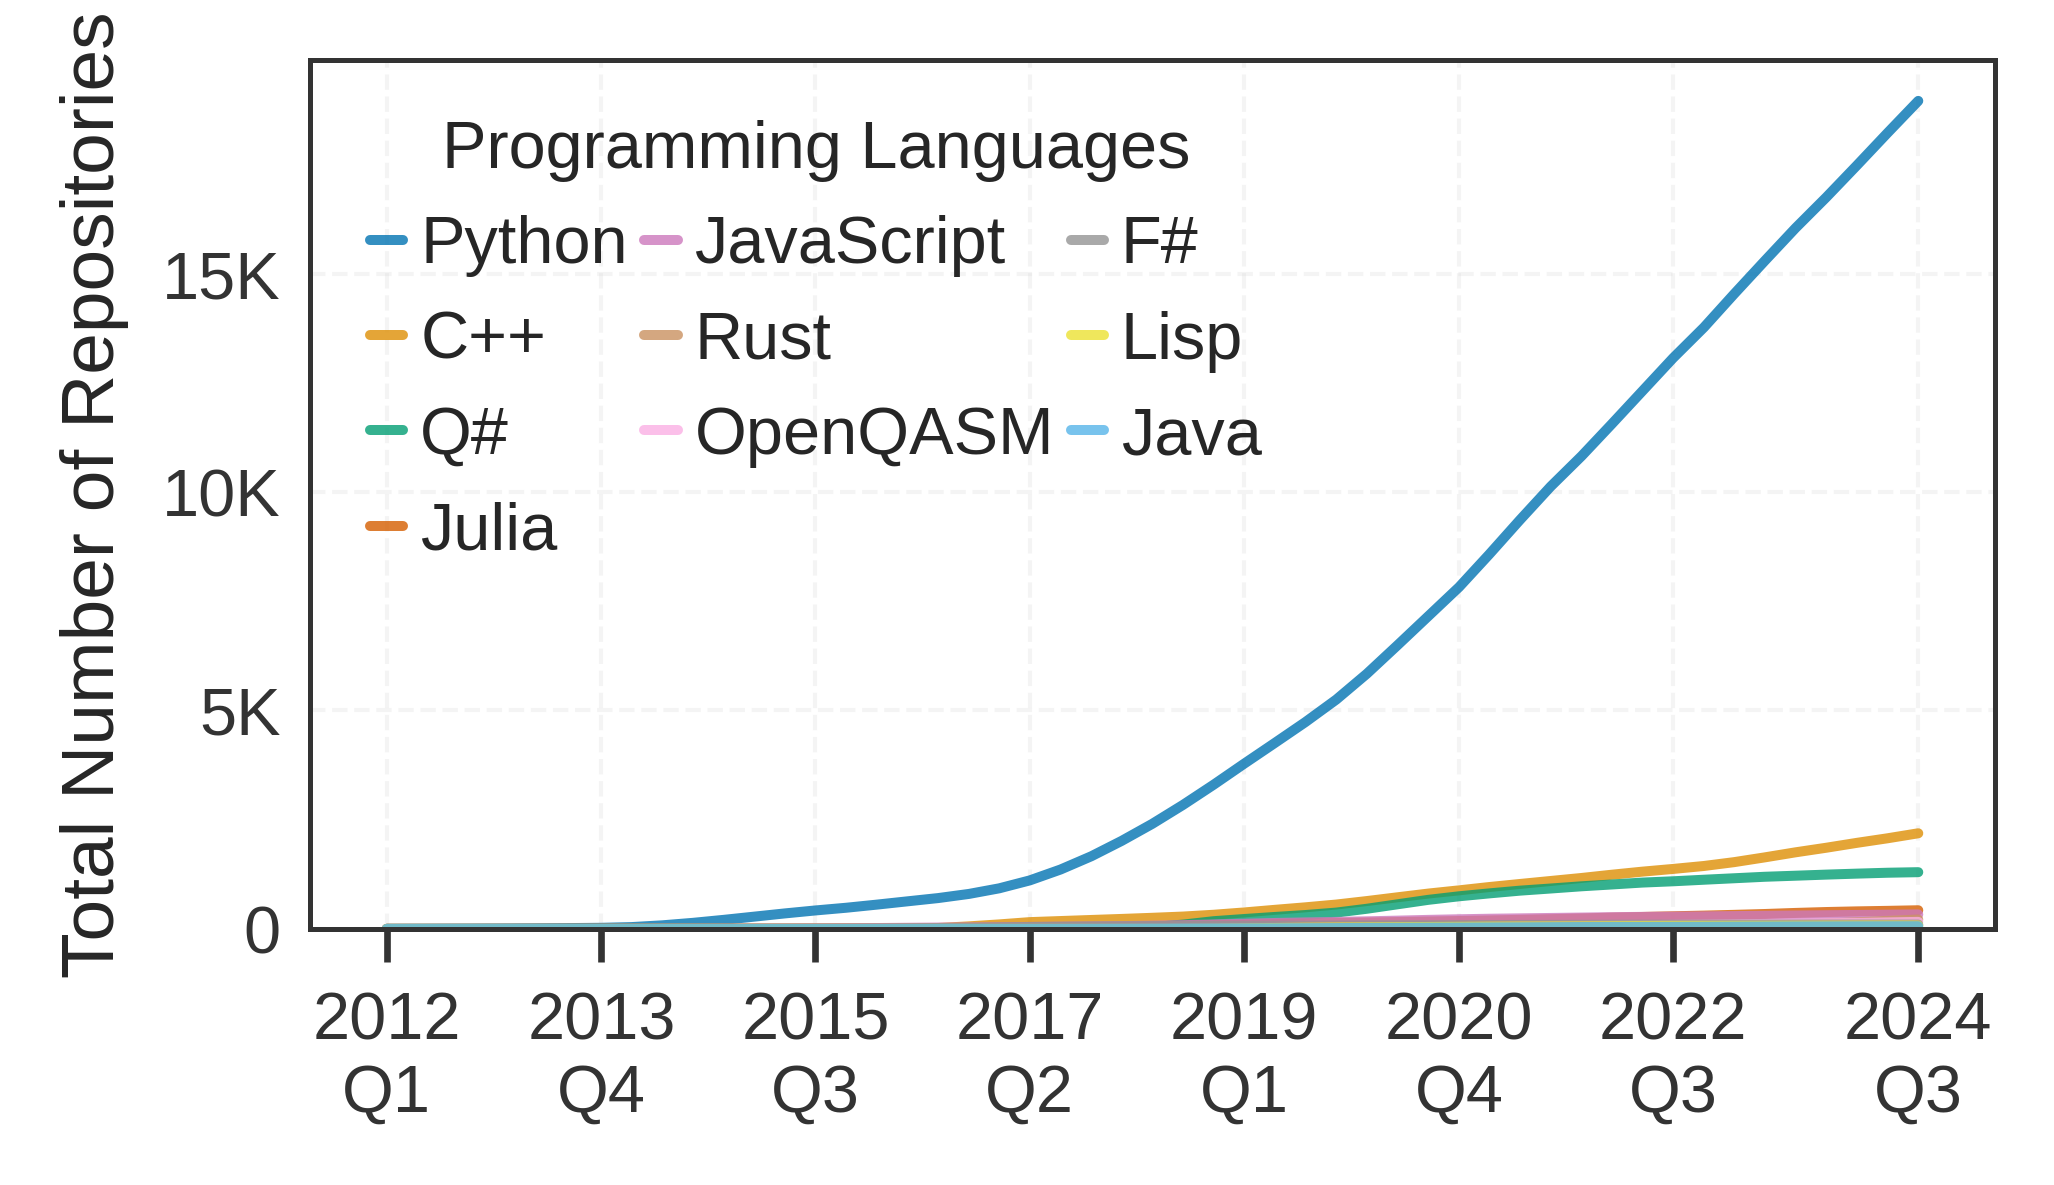 Total Number of Repositories
Programming Languages
Python JavaScript F#
C++ Rust Lisp
Q# OpenQASM Java
Julia
15K
10K
5K
0
2012 2013 2015 2017 2019 2020 2022 2024
Q1 Q4 Q3 Q2 Q1 Q4 Q3 Q3